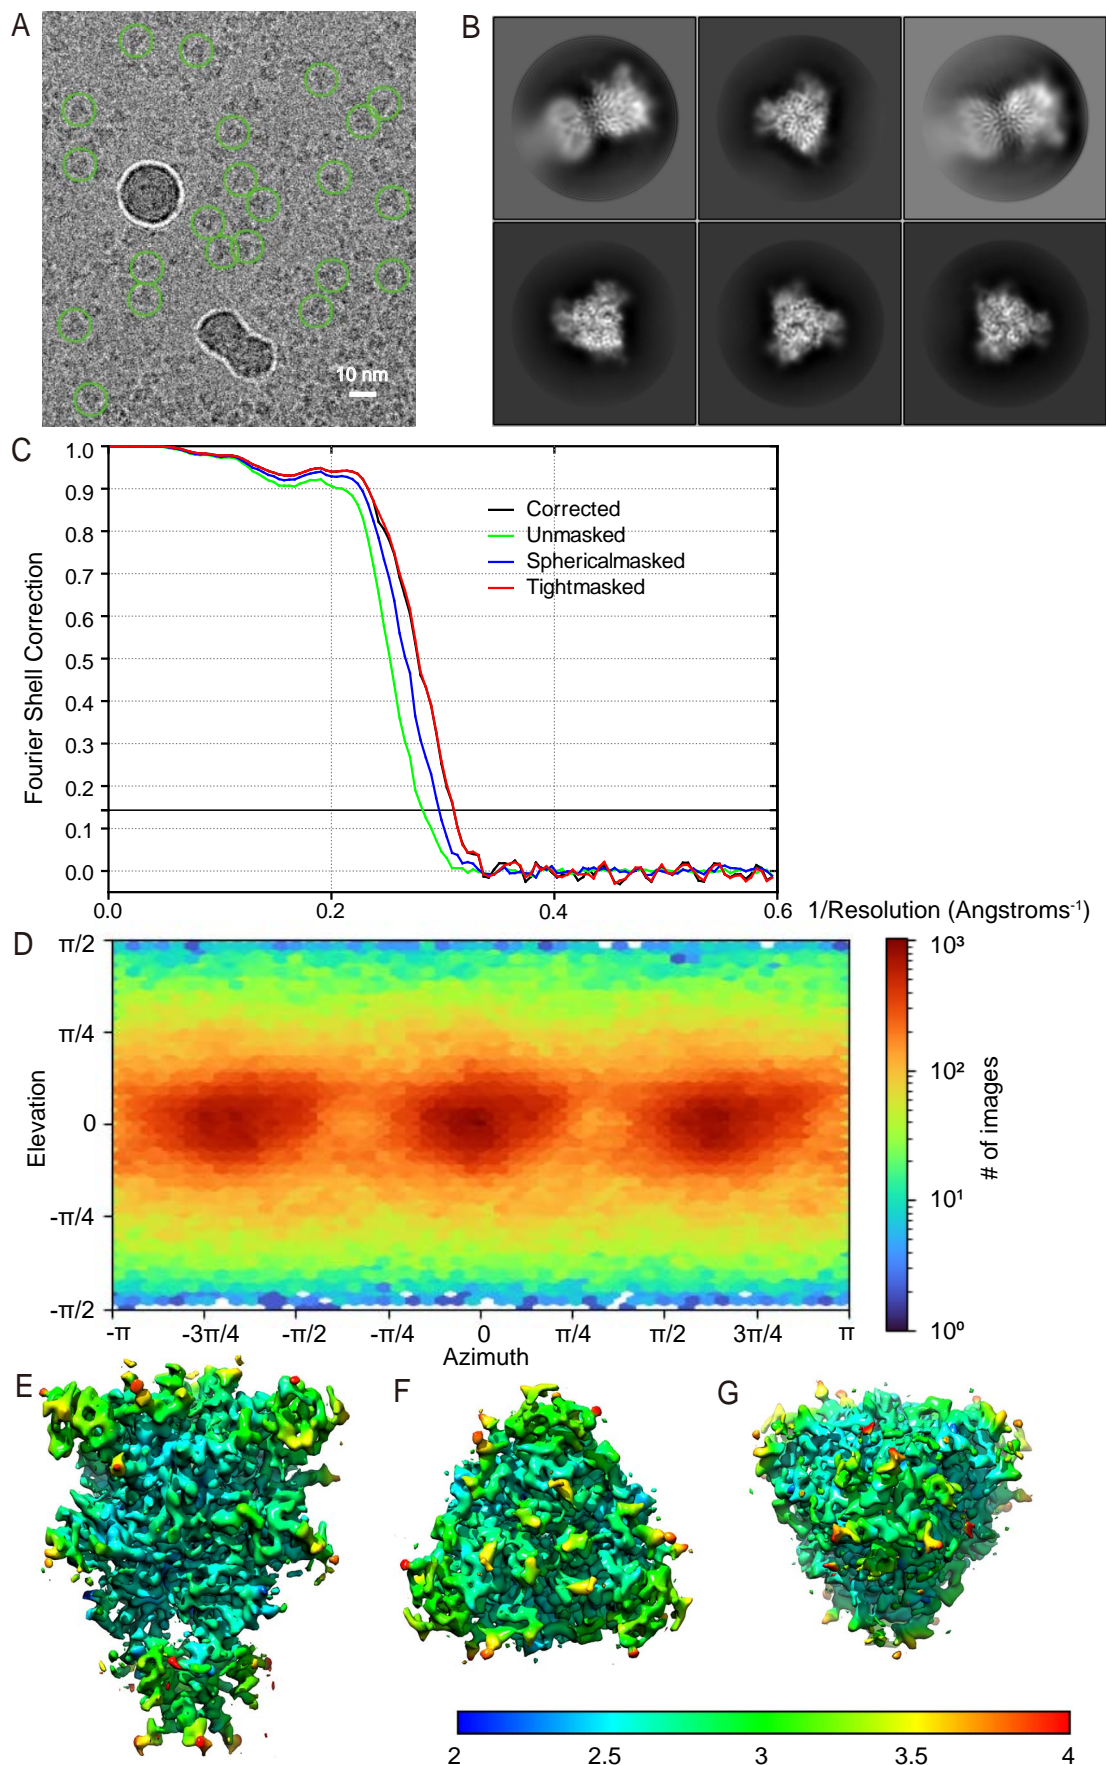 A
B
10 nm
C
1.0
0.9
0.8
0.7
0.6
0.5
0.4
0.3
0.2
0.1
0.0
Fourier Shell Correction
Corrected
Unmasked
Sphericalmasked
Tightmasked
0.0
0.2
0.4
0.6
1/Resolution (Angstroms⁻¹)
D
π/2
π/4
0
-π/4
-π/2
Elevation
-π
-3π/4
-π/2
-π/4
0
π/4
π/2
3π/4
π
Azimuth
10³
10²
10¹
10⁰
# of images
E
F
G
2
2.5
3
3.5
4